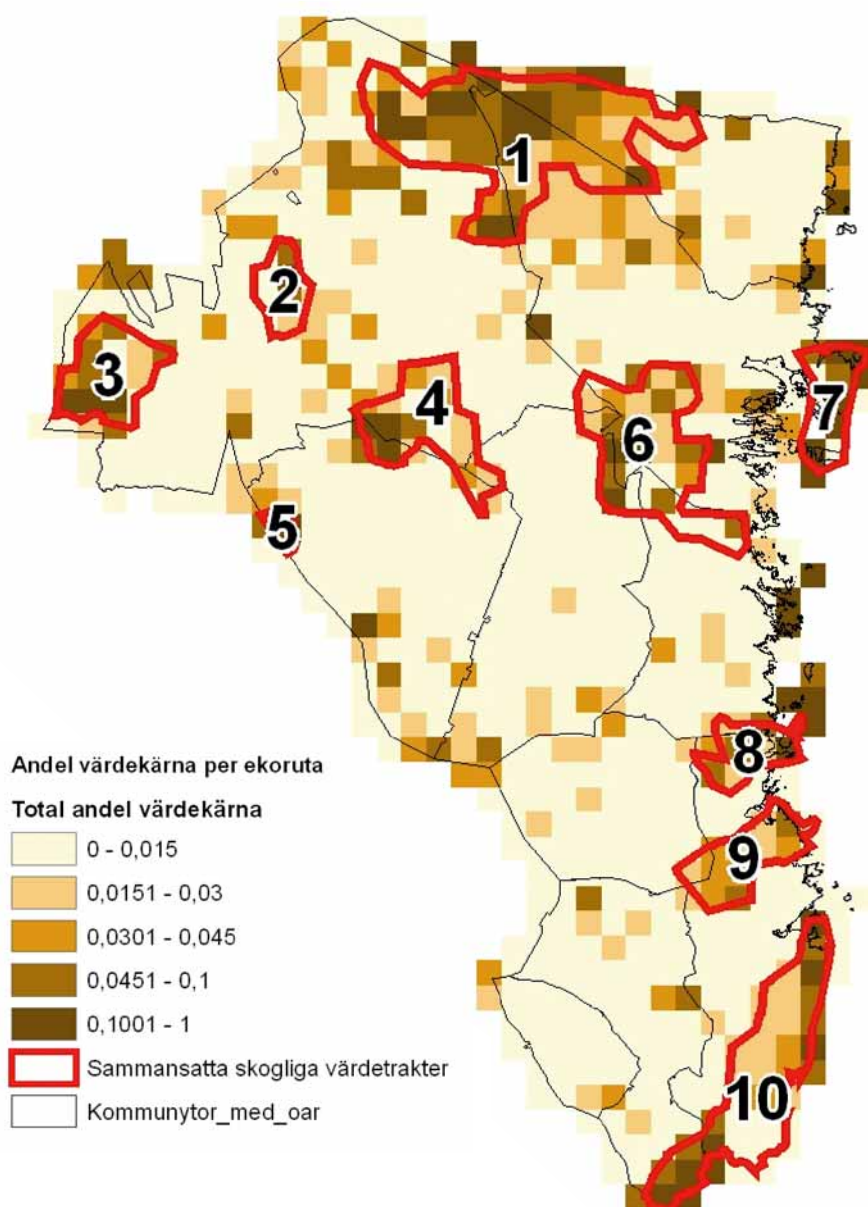 1
2
3
4
5
6
7
8
9
10
Andel värdekärna per ekoruta
Total andel värdekärna
0 - 0,015
0,0151 - 0,03
0,0301 - 0,045
0,0451 - 0,1
0,1001 - 1
Sammansatta skogliga värdetrakter
Kommunytor_med_oar